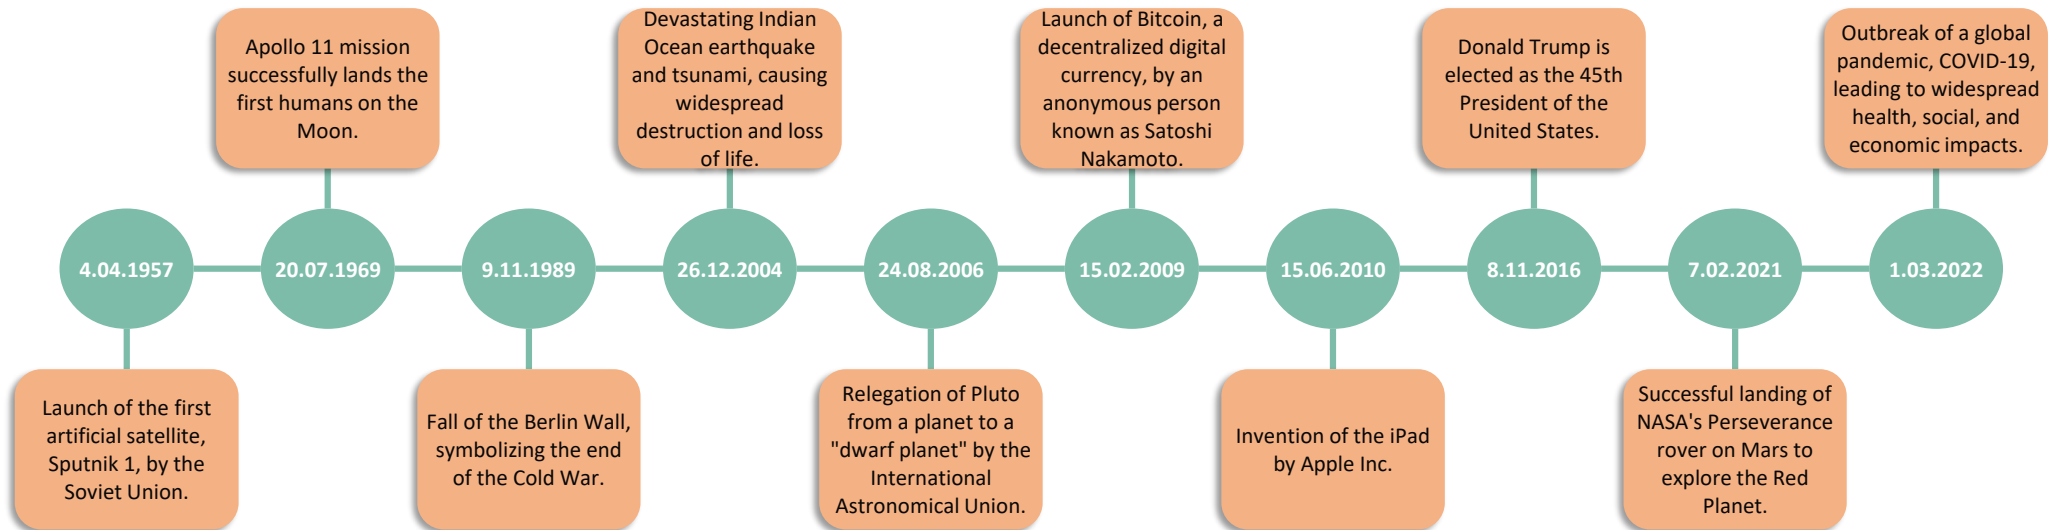 Apollo 11 mission
successfully lands the
first humans on the
Moon.
Devastating Indian
Ocean earthquake
and tsunami, causing
widespread
destruction and loss
of life.
Launch of Bitcoin, a
decentralized digital
currency, by an
anonymous person
known as Satoshi
Nakamoto.
Donald Trump is
elected as the 45th
President of the
United States.
Outbreak of a global
pandemic, COVID-19,
leading to widespread
health, social, and
economic impacts.
4.04.1957
20.07.1969
9.11.1989
26.12.2004
24.08.2006
15.02.2009
15.06.2010
8.11.2016
7.02.2021
1.03.2022
Launch of the first
artificial satellite,
Sputnik 1, by the
Soviet Union.
Fall of the Berlin Wall,
symbolizing the end
of the Cold War.
Relegation of Pluto
from a planet to a
"dwarf planet" by the
International
Astronomical Union.
Invention of the iPad
by Apple Inc.
Successful landing of
NASA's Perseverance
rover on Mars to
explore the Red
Planet.